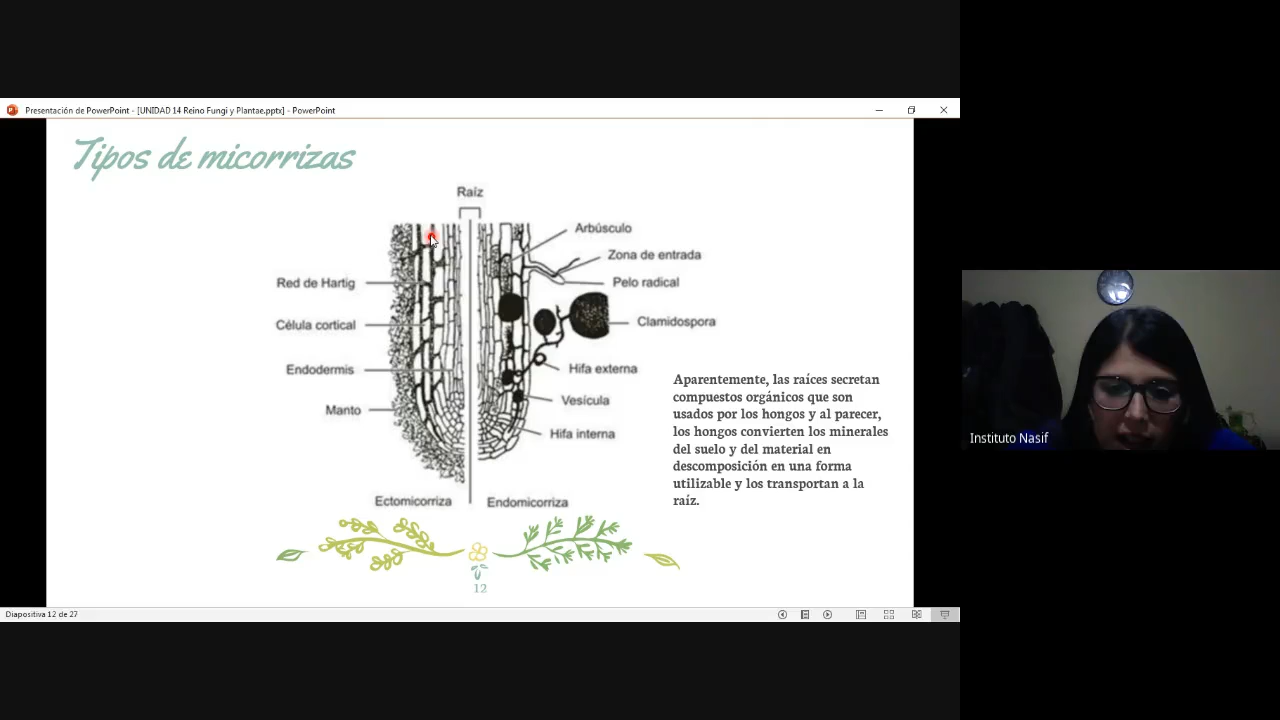 Presentación de PowerPoint - [UNIDAD 14 Reino Fungi y Plantae.pptx] - PowerPoint
Tipos de micorrizas
Raíz
Arbúsculo
Zona de entrada
Pelo radical
Clamidospora
Hifa externa
Vesícula
Hifa interna
Red de Hartig
Célula cortical
Endodermis
Manto
Ectomicorriza
Endomicorriza
Aparentemente, las raíces secretan
compuestos orgánicos que son
usados por los hongos y al parecer,
los hongos convierten los minerales
del suelo y del material en
descomposición en una forma
utilizable y los transportan a la
raíz.
12
Diapositiva 12 de 27
Instituto Nasif